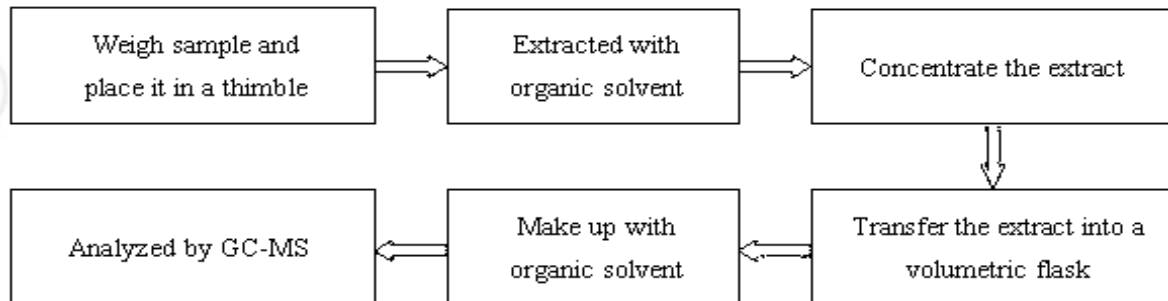 Weigh sample and
place it in a thimble
Extracted with
organic solvent
Concentrate the extract
Transfer the extract into a
volumetric flask
Make up with
organic solvent
Analyzed by GC-MS